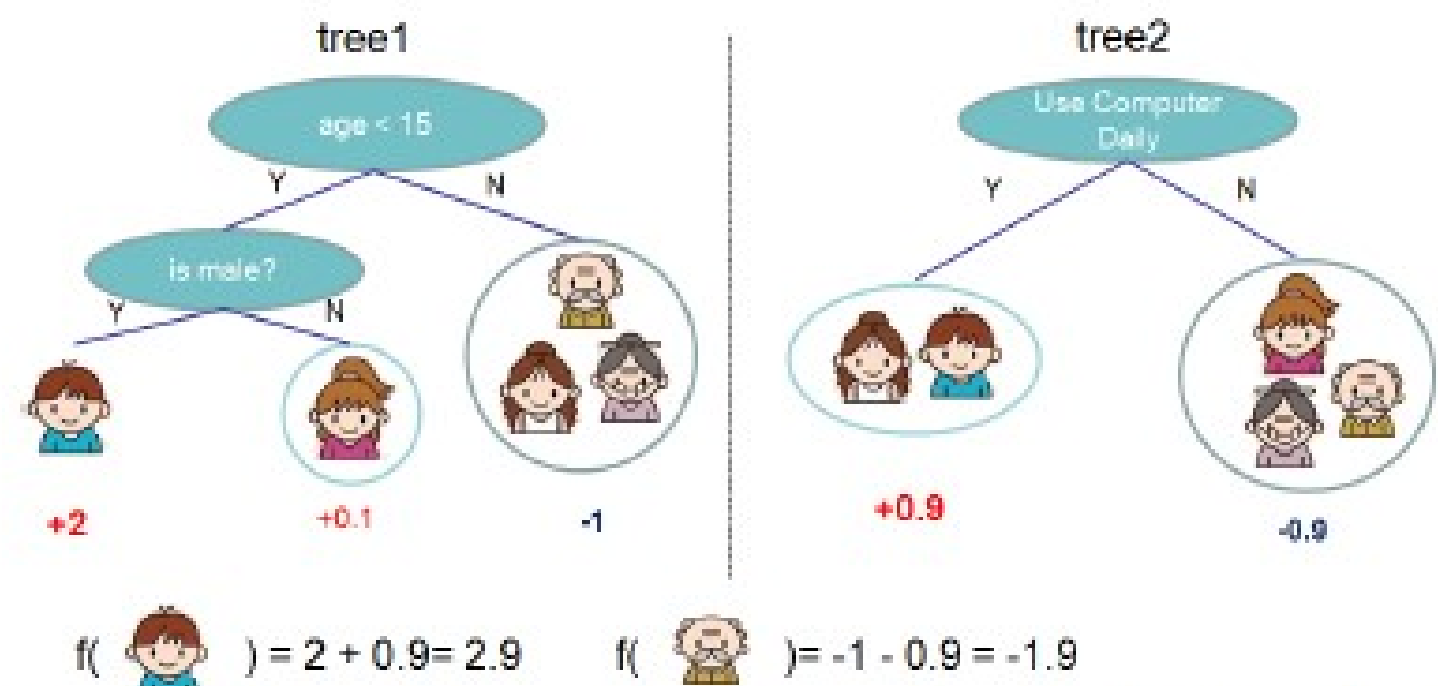 tree1
age < 15
Y
N
is male?
Y
N
+2
+0.1
-1
tree2
Use Computer
Daily
Y
N
+0.9
-0.9
f( ) = 2 + 0.9= 2.9
f( )= -1 - 0.9 = -1.9